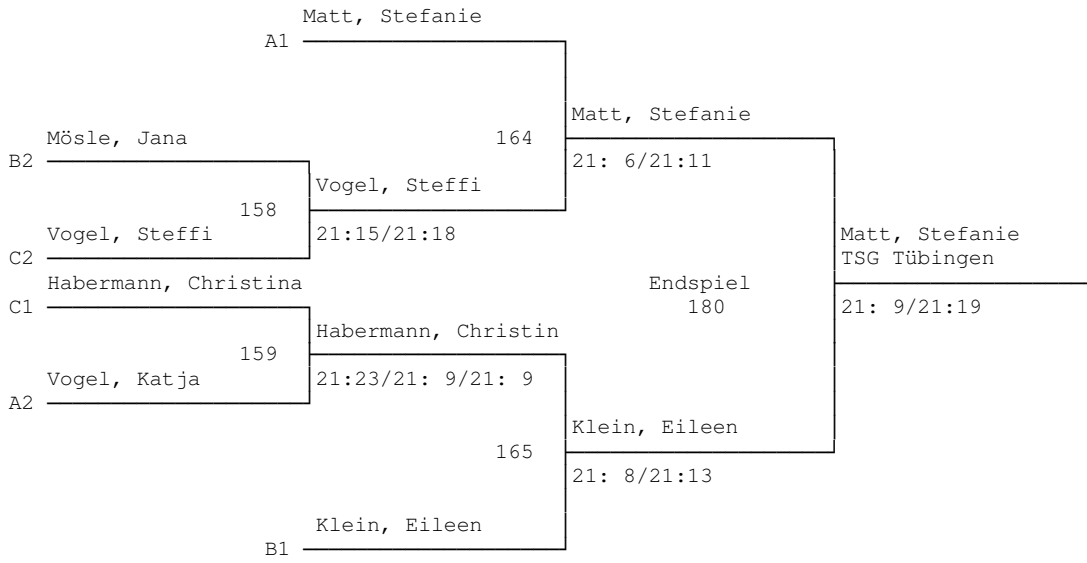 Matt, Stefanie
A1
Matt, Stefanie
Mösle, Jana 164
B2 21: 6/21:11
Vogel, Steffi
158
Vogel, Steffi 21:15/21:18 Matt, Stefanie
C2 TSG Tübingen
Habermann, Christina Endspiel
C1 180 21: 9/21:19
Habermann, Christin
159
Vogel, Katja 21:23/21: 9/21: 9
A2
Klein, Eileen
165
21: 8/21:13
Klein, Eileen
B1